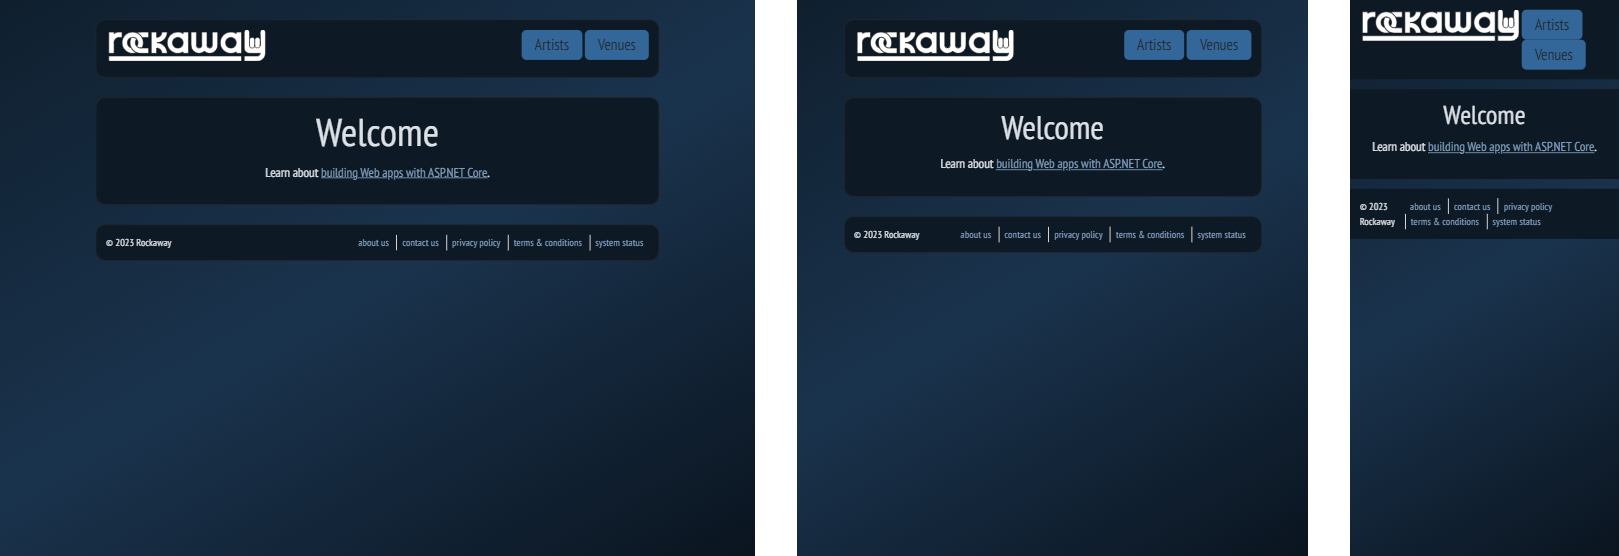 rockaway
Artists
Venues
Welcome
Learn about building Web apps with ASP.NET Core.
© 2023 Rockaway
about us
contact us
privacy policy
terms & conditions
system status
rockaway
Artists
Venues
Welcome
Learn about building Web apps with ASP.NET Core.
© 2023 Rockaway
about us
contact us
privacy policy
terms & conditions
system status
rockaway
Artists
Venues
Welcome
Learn about building Web apps with ASP.NET Core.
© 2023
Rockaway
about us
contact us
privacy policy
terms & conditions
system status